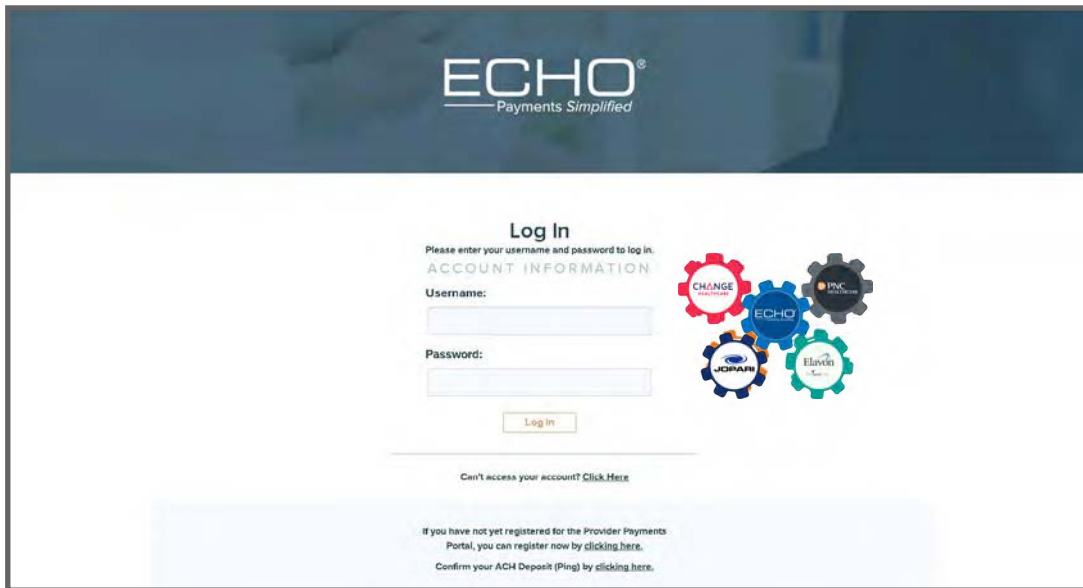 ECHO®
Payments Simplified
Log In
Please enter your username and password to log in.
ACCOUNT INFORMATION
Username:
Password:
Log In
CHANGE
HEALTHCARE
PNC
HEALTHCARE
ECHO
JOPARI
Elavon
Can't access your account? Click Here
If you have not yet registered for the Provider Payments
Portal, you can register now by clicking here.
Confirm your ACH Deposit (Ping) by clicking here.